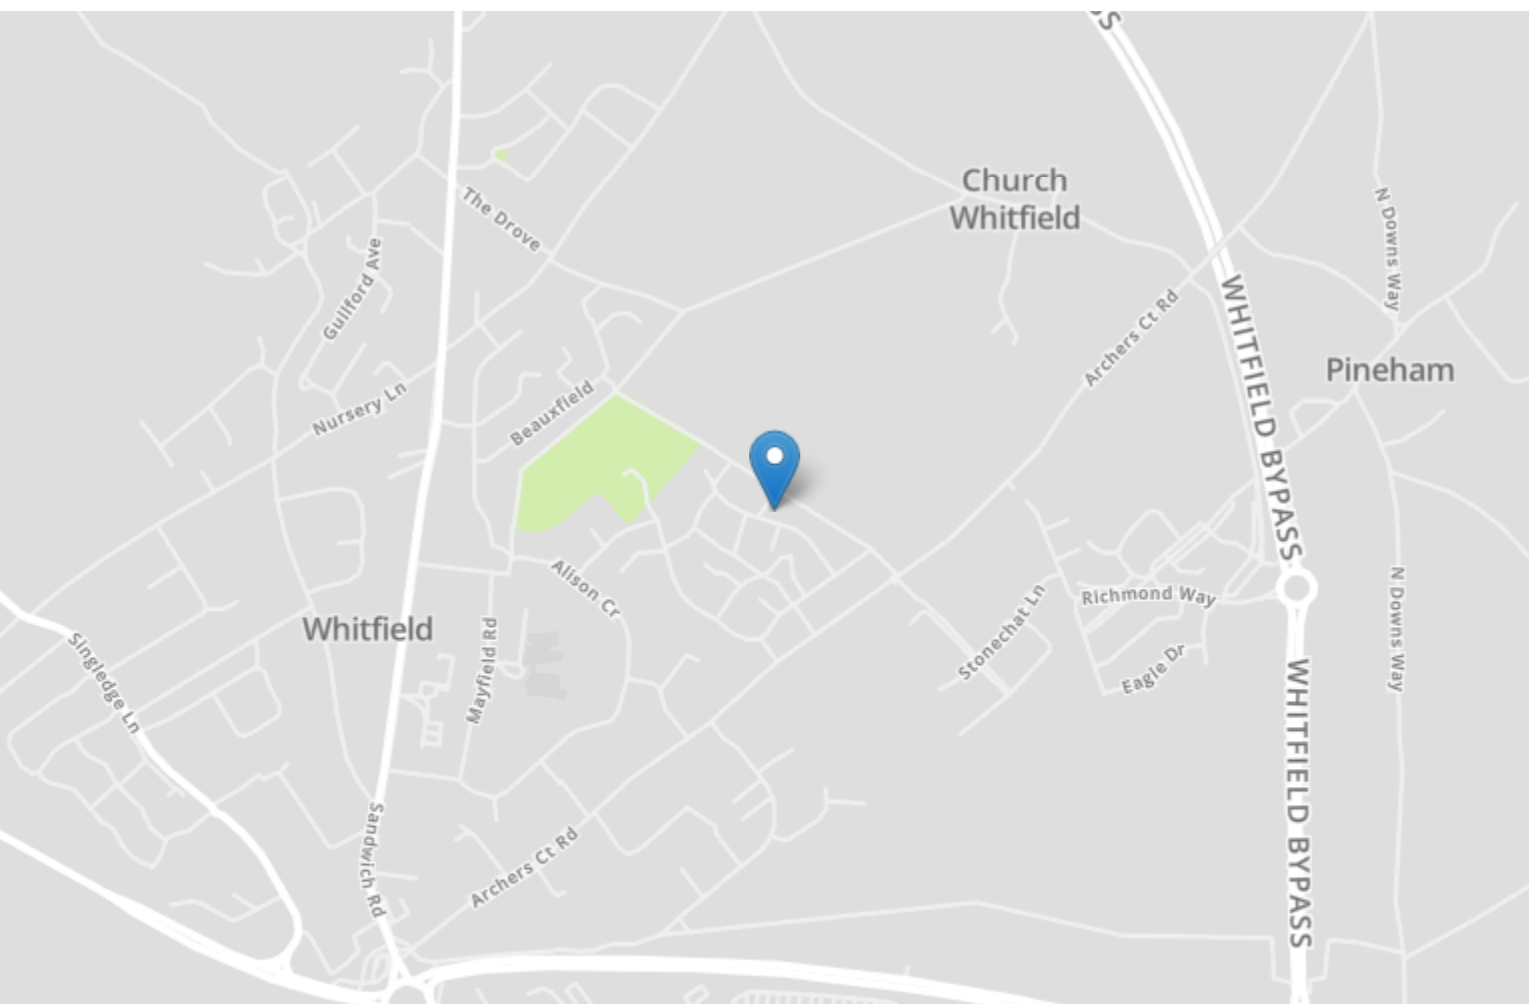 SS
Church
Whitfield
N Downs Way
The Drove
Guilford Ave
WHITFIELD BYPASS
Archers Ct Rd
Pineham
Nursery Ln
Beauxfield
Alison Cr
N Downs Way
Richmond Way
Stonechat Ln
Whitfield
Mayfield Rd
Singledge Ln
Eagle Dr
WHITFIELD BYPASS
Sandwich Rd
Archers Ct Rd